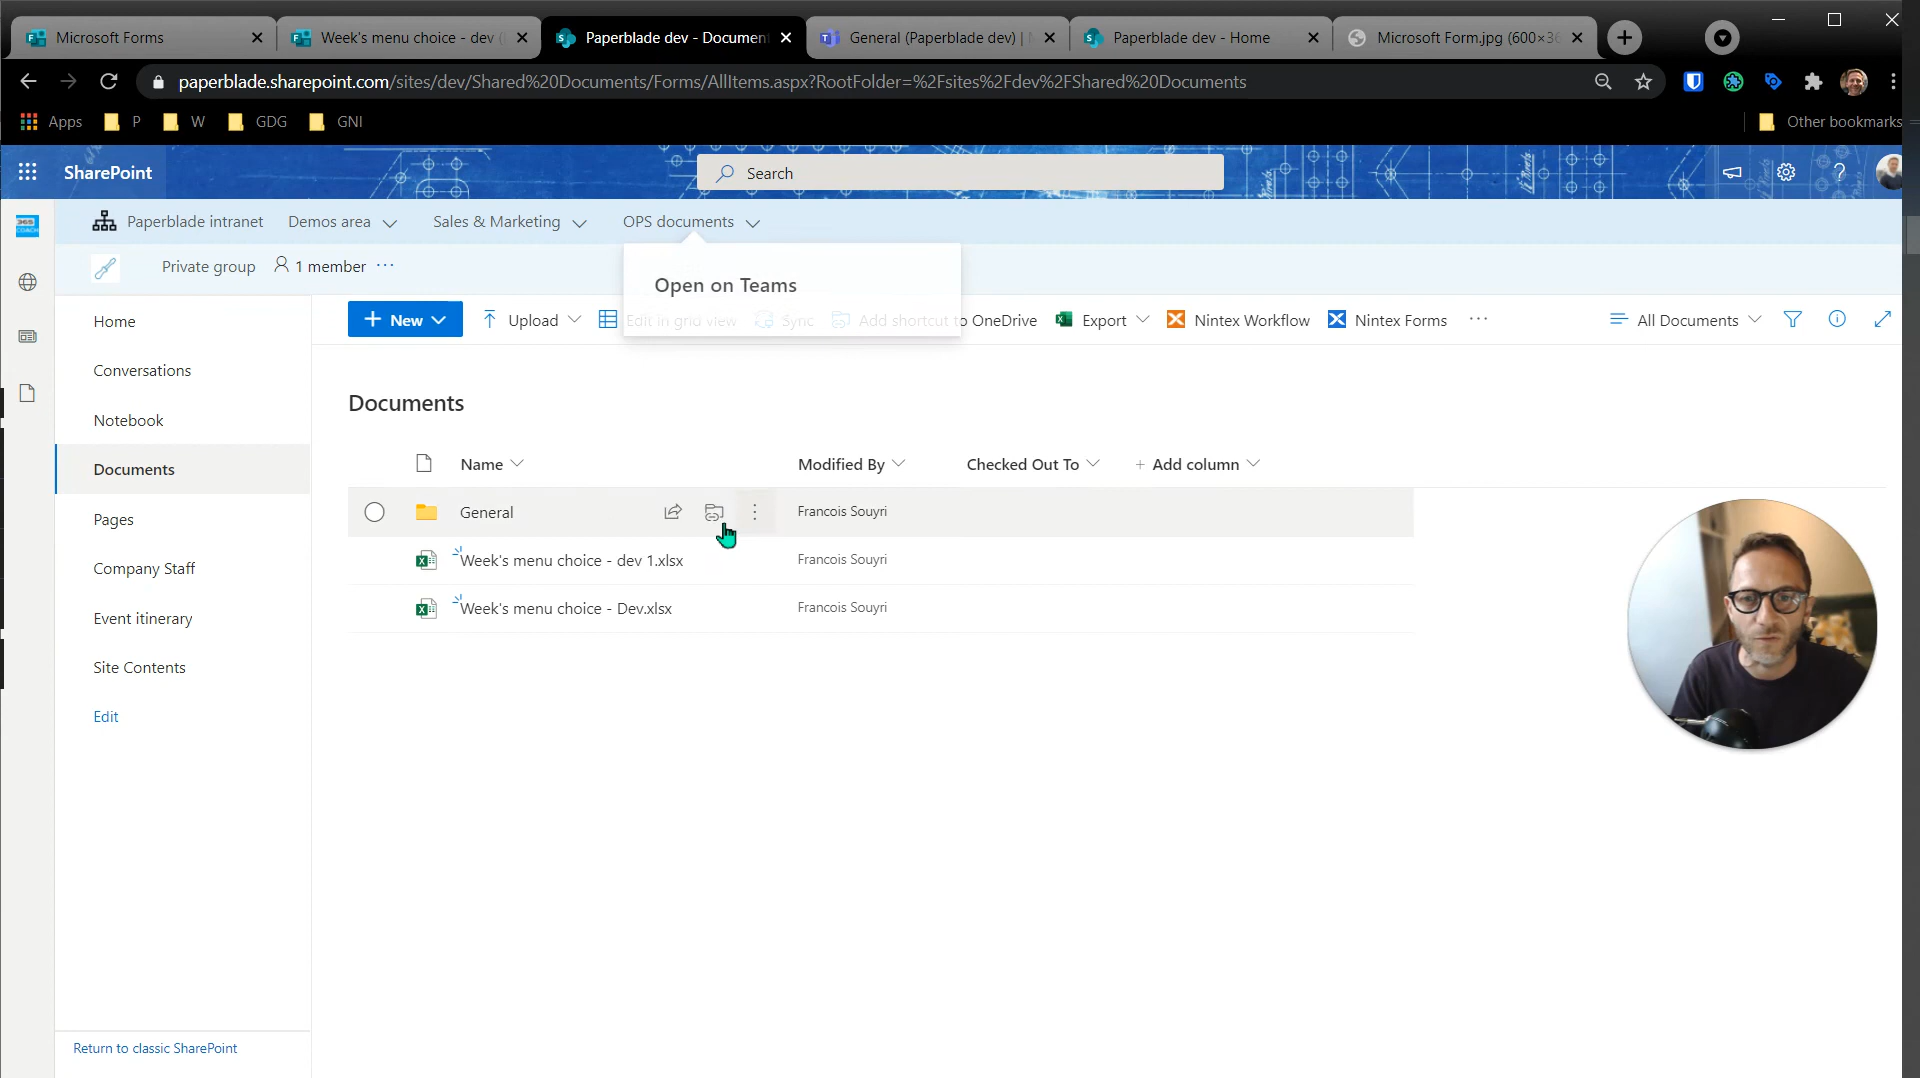 Microsoft Forms
Week's menu choice - dev (
Paperblade dev - Document
General (Paperblade dev) |
Paperblade dev - Home
Microsoft Form.jpg (600×36
paperblade.sharepoint.com/sites/dev/Shared%20Documents/Forms/AllItems.aspx?RootFolder=%2Fsites%2Fdev%2FShared%20Documents
Apps
P
W
GDG
GNI
Other bookmarks
SharePoint
Search
?
365 COACH
Paperblade intranet
Demos area
Sales & Marketing
OPS documents
Private group
1 member
Open on Teams
New
Upload
Edit in grid view
Sync
Add shortcut to OneDrive
Export
Nintex Workflow
Nintex Forms
All Documents
Home
Conversations
Notebook
Documents
Pages
Company Staff
Event itinerary
Site Contents
Edit
Return to classic SharePoint
Documents
Name
Modified By
Checked Out To
Add column
General
Francois Souyri
Week's menu choice - dev 1.xlsx
Francois Souyri
Week's menu choice - Dev.xlsx
Francois Souyri